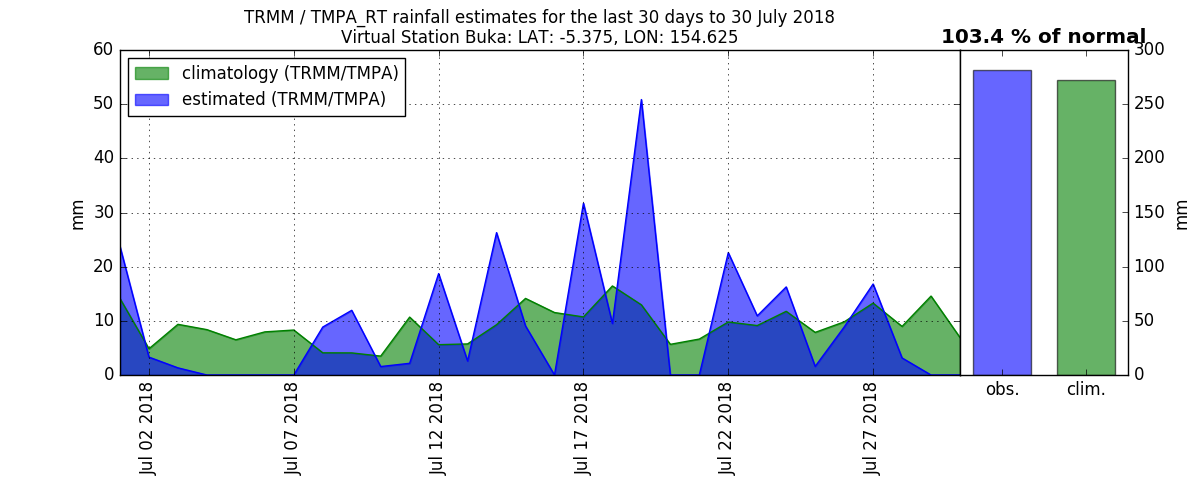 TRMM / TMPA_RT rainfall estimates for the last 30 days to 30 July 2018
Virtual Station Buka: LAT: -5.375, LON: 154.625
103.4 % of normal
climatology (TRMM/TMPA)
estimated (TRMM/TMPA)
60
50
40
30
20
10
0
mm
Jul 02 2018
Jul 07 2018
Jul 12 2018
Jul 17 2018
Jul 22 2018
Jul 27 2018
300
250
200
150
100
50
0
mm
obs.
clim.